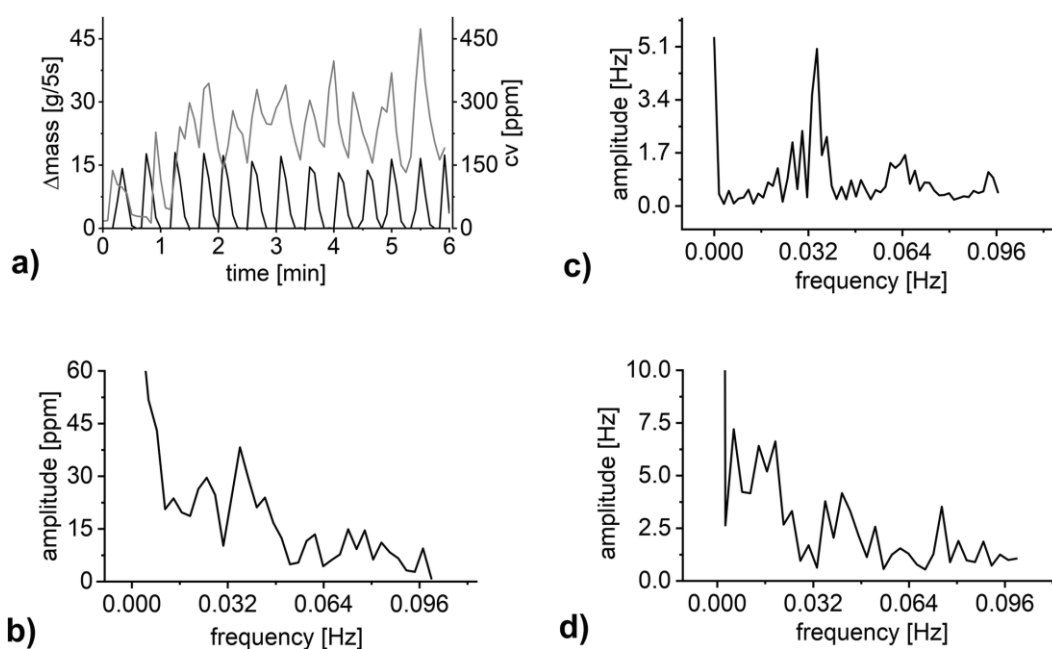 Δmass [g/5s]
45
30
15
0
cv [ppm]
450
300
150
0
0 1 2 3 4 5 6
time [min]
a)
amplitude [Hz]
5.1
3.4
1.7
0.0
0.000 0.032 0.064 0.096
frequency [Hz]
c)
amplitude [ppm]
60
45
30
15
0
0.000 0.032 0.064 0.096
frequency [Hz]
b)
amplitude [Hz]
10.0
7.5
5.0
2.5
0.0
0.000 0.032 0.064 0.096
frequency [Hz]
d)